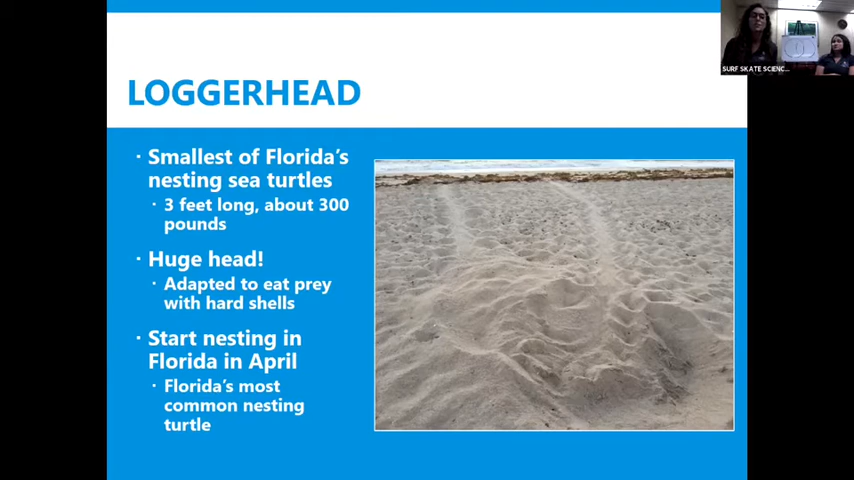 SURF SKATE SCIENC...
LOGGERHEAD
· Smallest of Florida's
nesting sea turtles
· 3 feet long, about 300
pounds
· Huge head!
· Adapted to eat prey
with hard shells
· Start nesting in
Florida in April
· Florida's most
common nesting
turtle